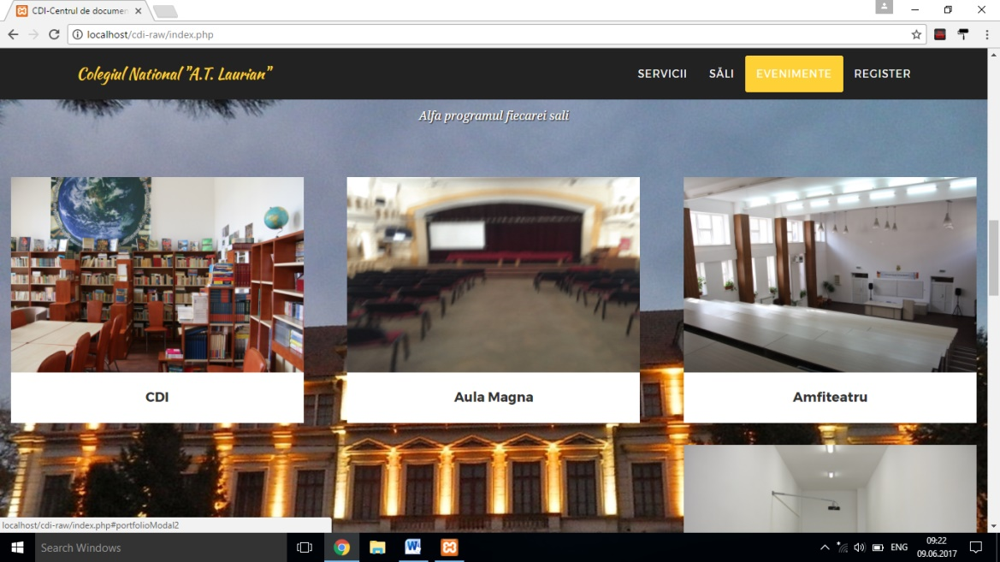 CDI-Centrul de documen
localhost/cdi-raw/index.php
Colegiul National "A.T. Laurian"
SERVICII SĂLI EVENIMENTE REGISTER
Alfa programul fiecarei sali
CDI
Aula Magna
Amfiteatru
localhost/cdi-raw/index.php#portfolioModal2
Search Windows
ENG
09:22
09.06.2017